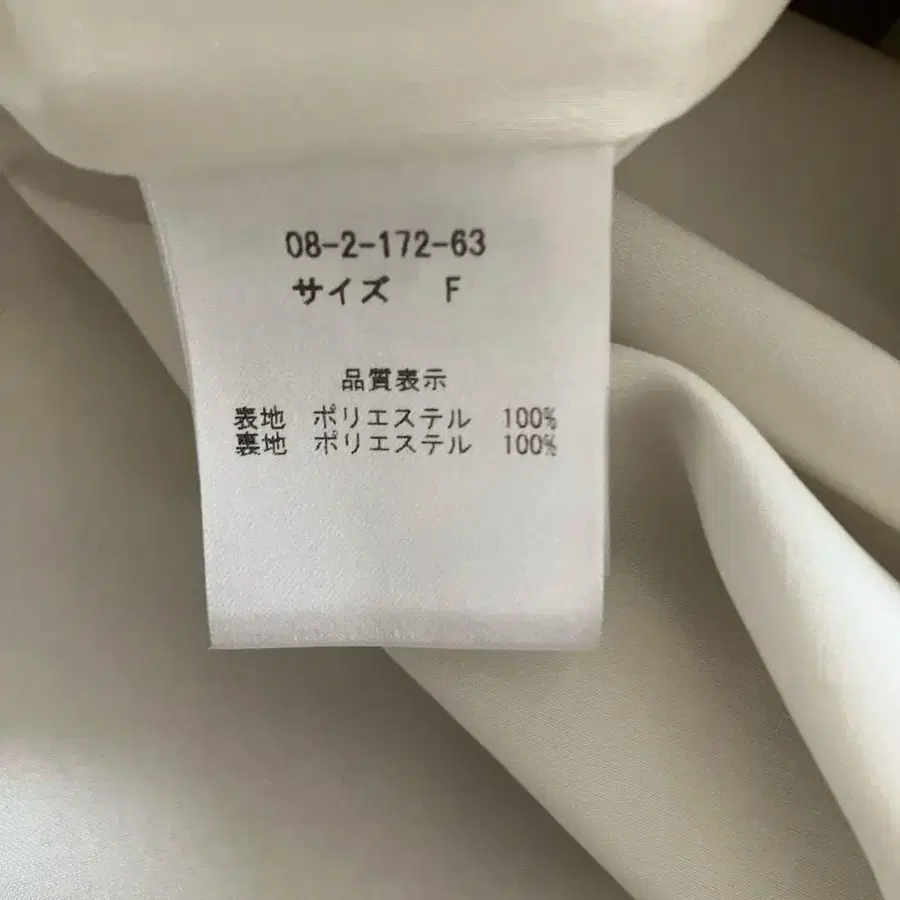 08-2-172-63
サイズ F
品質表示
表地 ポリエステル 100%
裏地 ポリエステル 100%